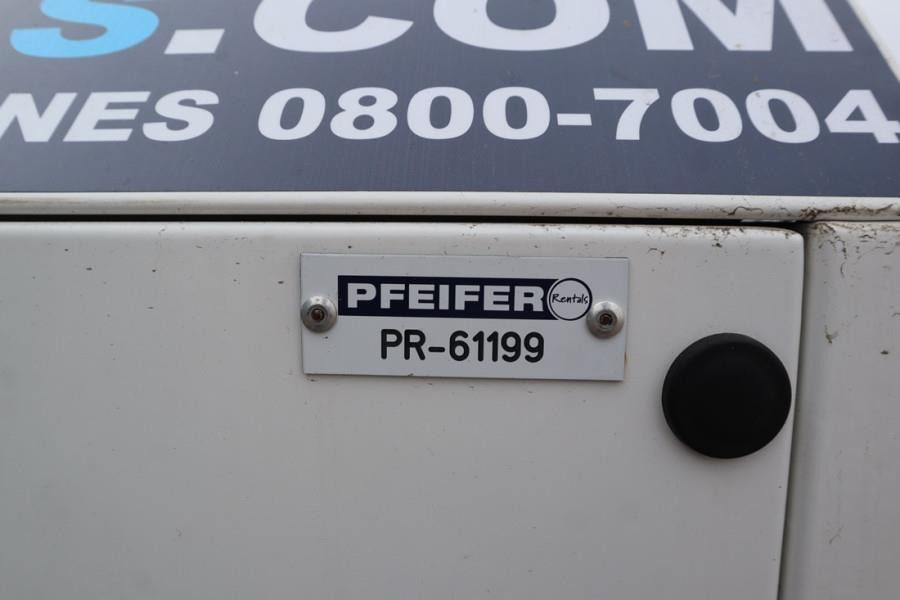 S.COM
NES 0800-7004
PFEIFER Rentals
PR-61199